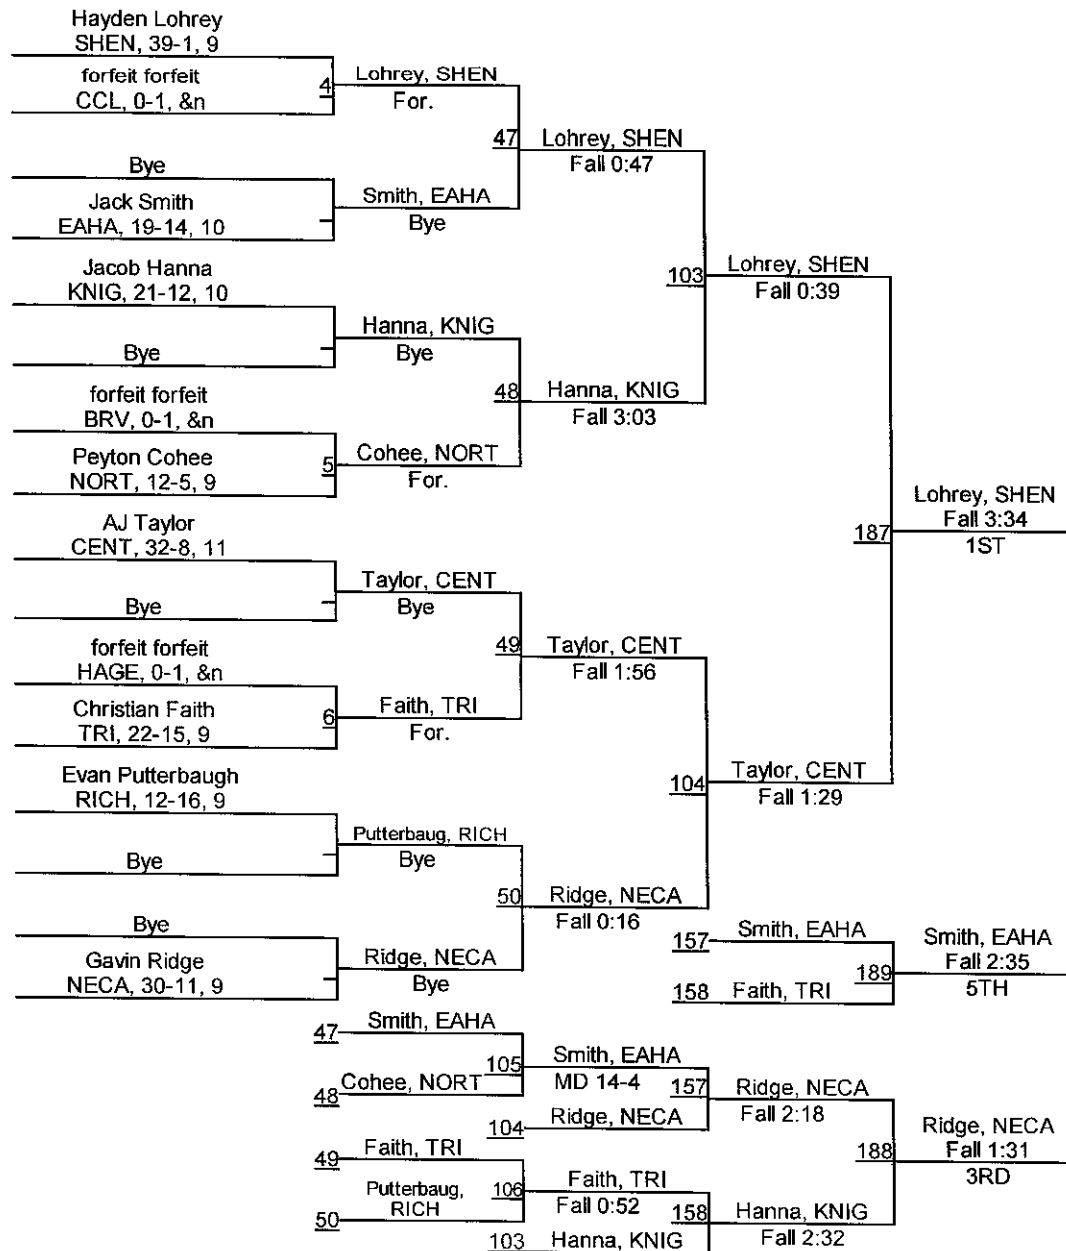 Hayden Lohrey
SHEN, 39-1, 9
forfeit forfeit
CCL, 0-1, &n
4
Lohrey, SHEN
For.
Bye
Jack Smith
EAHA, 19-14, 10
Smith, EAHA
Bye
47
Lohrey, SHEN
Fall 0:47
Jacob Hanna
KNIG, 21-12, 10
Bye
Hanna, KNIG
Bye
forfeit forfeit
BRV, 0-1, &n
Peyton Cohee
NORT, 12-5, 9
5
Cohee, NORT
For.
48
Hanna, KNIG
Fall 3:03
103
Lohrey, SHEN
Fall 0:39
AJ Taylor
CENT, 32-8, 11
Bye
Taylor, CENT
Bye
forfeit forfeit
HAGE, 0-1, &n
Christian Faith
TRI, 22-15, 9
6
Faith, TRI
For.
49
Taylor, CENT
Fall 1:56
Evan Putterbaugh
RICH, 12-16, 9
Bye
Putterbaug, RICH
Bye
Bye
Gavin Ridge
NECA, 30-11, 9
Ridge, NECA
Bye
50
Ridge, NECA
Fall 0:16
104
Taylor, CENT
Fall 1:29
187
Lohrey, SHEN
Fall 3:34
1ST
157
Smith, EAHA
158
Faith, TRI
189
Smith, EAHA
Fall 2:35
5TH
47
Smith, EAHA
48
Cohee, NORT
105
Smith, EAHA
MD 14-4
104
Ridge, NECA
157
Ridge, NECA
Fall 2:18
49
Faith, TRI
50
Putterbaug,
RICH
106
Faith, TRI
Fall 0:52
103
Hanna, KNIG
158
Hanna, KNIG
Fall 2:32
188
Ridge, NECA
Fall 1:31
3RD